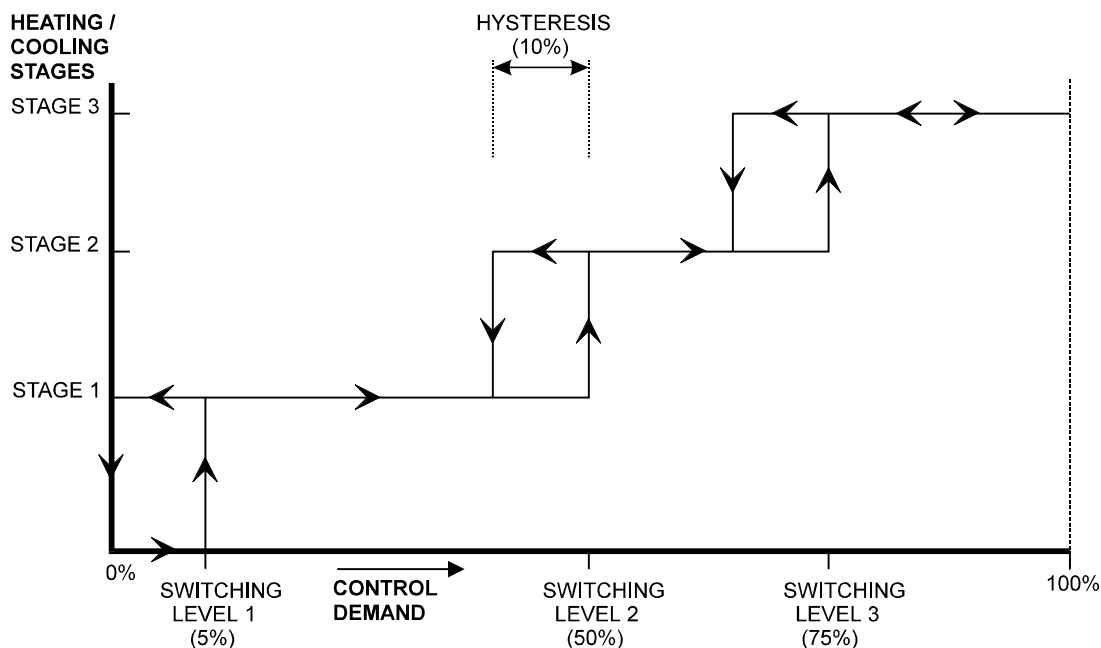 HEATING /
COOLING
STAGES
HYSTERESIS
(10%)
STAGE 3
STAGE 2
STAGE 1
0%
SWITCHING
LEVEL 1
(5%)
CONTROL
DEMAND
SWITCHING
LEVEL 2
(50%)
SWITCHING
LEVEL 3
(75%)
100%